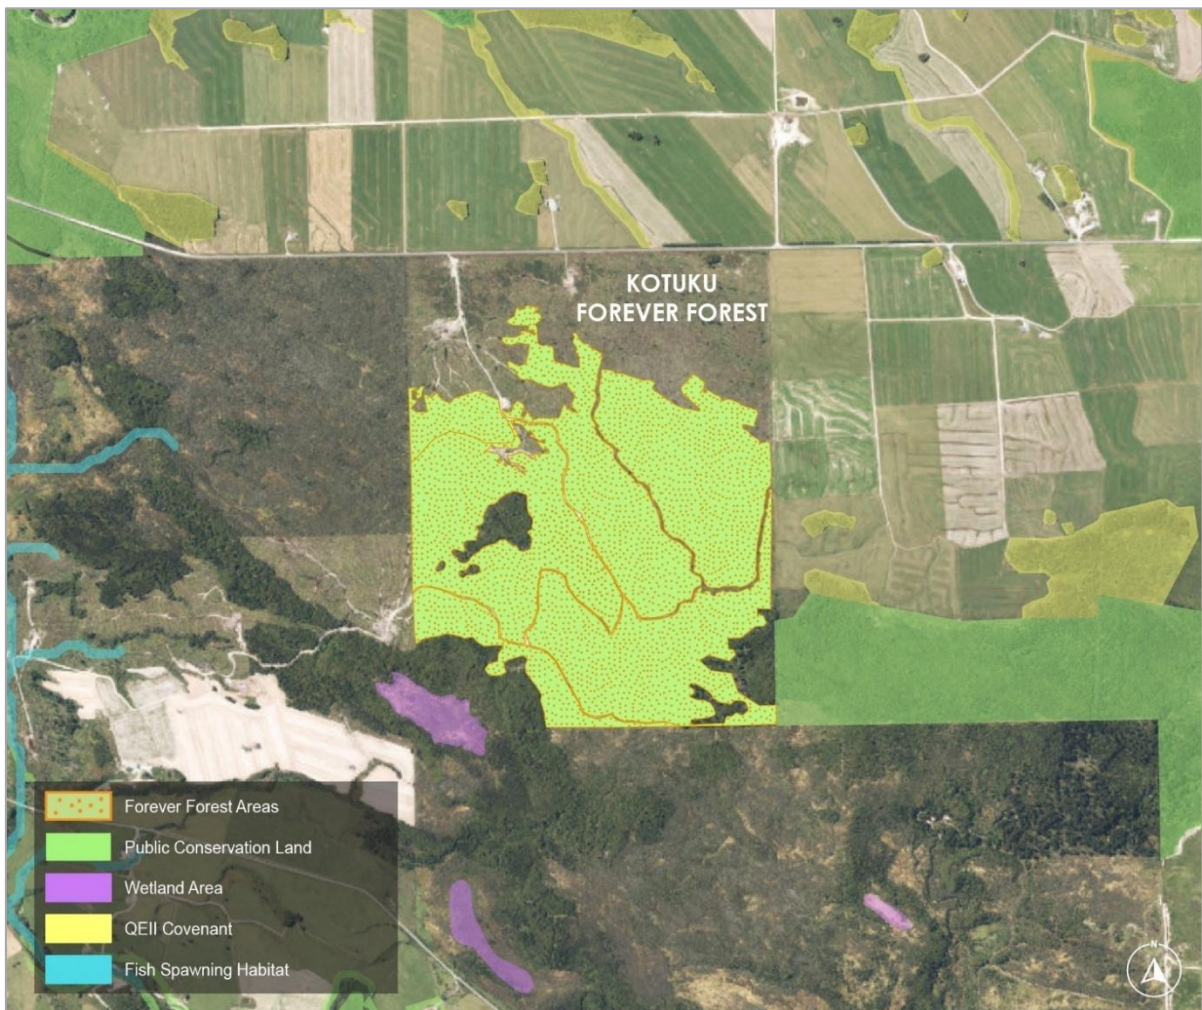 KOTUKU
FOREVER FOREST
Forever Forest Areas
Public Conservation Land
Wetland Area
QEII Covenant
Fish Spawning Habitat
N